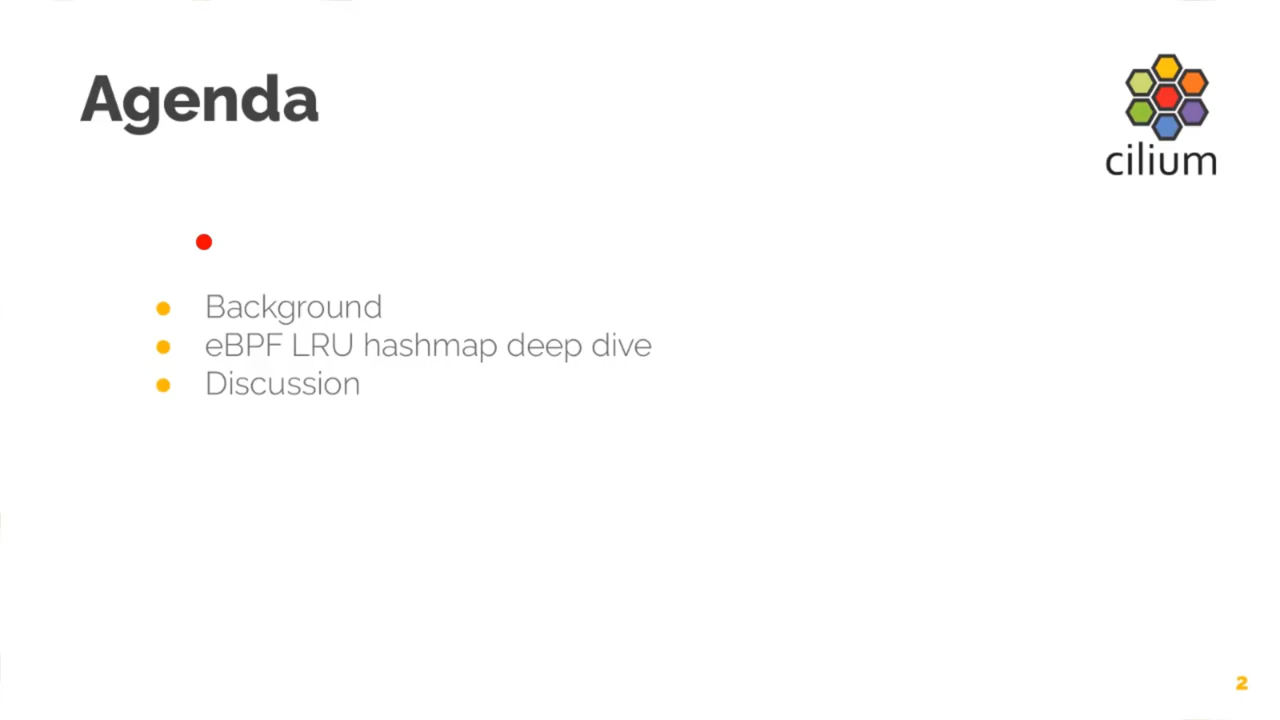 Agenda
cilium
Background
eBPF LRU hashmap deep dive
Discussion
2